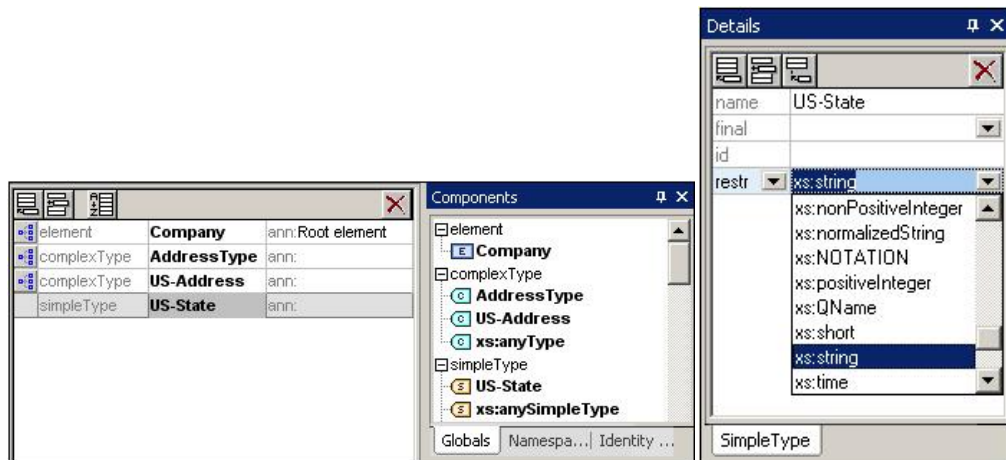 element Company ann:Root element
complexType AddressType ann:
complexType US-Address ann:
simpleType US-State ann:
Components
element
E Company
complexType
C AddressType
C US-Address
C xs:anyType
simpleType
S US-State
S xs:anySimpleType
Globals Namespa... Identity ...
Details
name US-State
final
id
restr xs:string
xs:nonPositiveInteger
xs:normalizedString
xs:NOTATION
xs:positiveInteger
xs:QName
xs:short
xs:string
xs:time
SimpleType